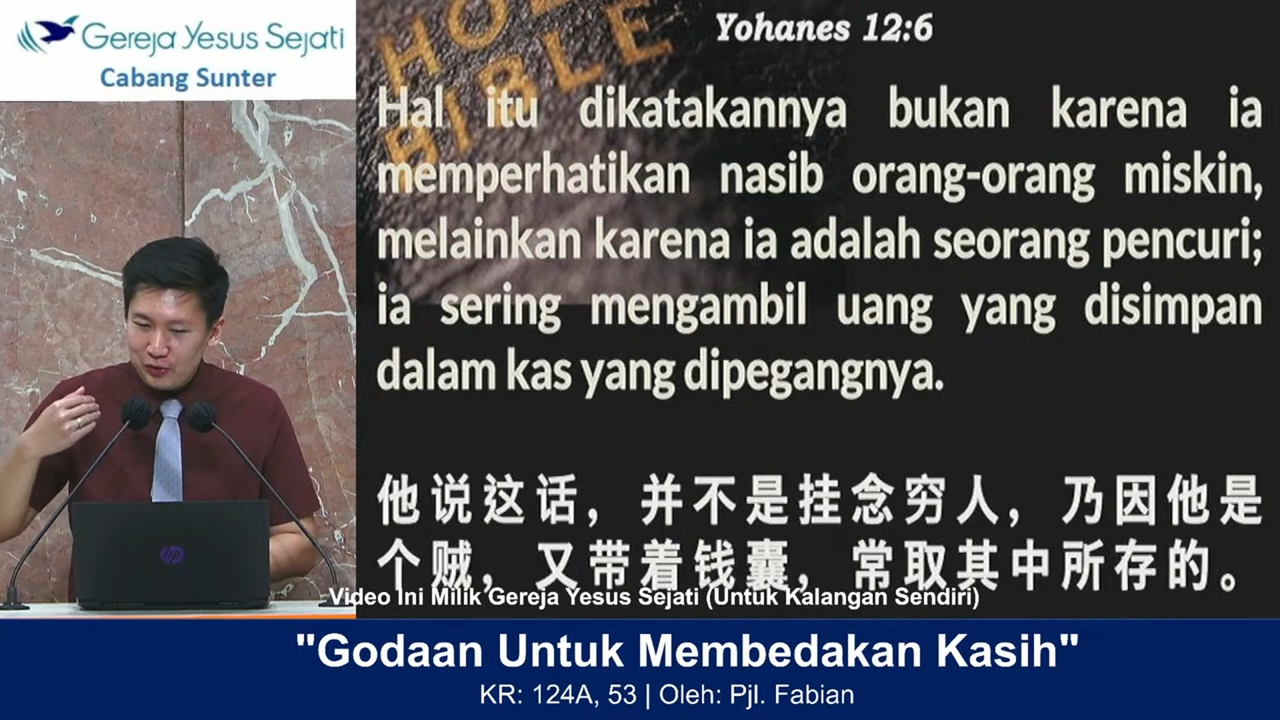 Gereja Yesus Sejati
Cabang Sunter
HOLY
BIBLE
Yohanes 12:6
Hal itu dikatakannya bukan karena ia
memperhatikan nasib orang-orang miskin,
melainkan karena ia adalah seorang pencuri;
ia sering mengambil uang yang disimpan
dalam kas yang dipegangnya.
他说这话，并不是挂念穷人，乃因他是
个贼，又带着钱囊，常取其中所存的。
hp
Video Ini Milik Gereja Yesus Sejati (Untuk Kalangan Sendiri)
"Godaan Untuk Membedakan Kasih"
KR: 124A, 53 | Oleh: Pjl. Fabian